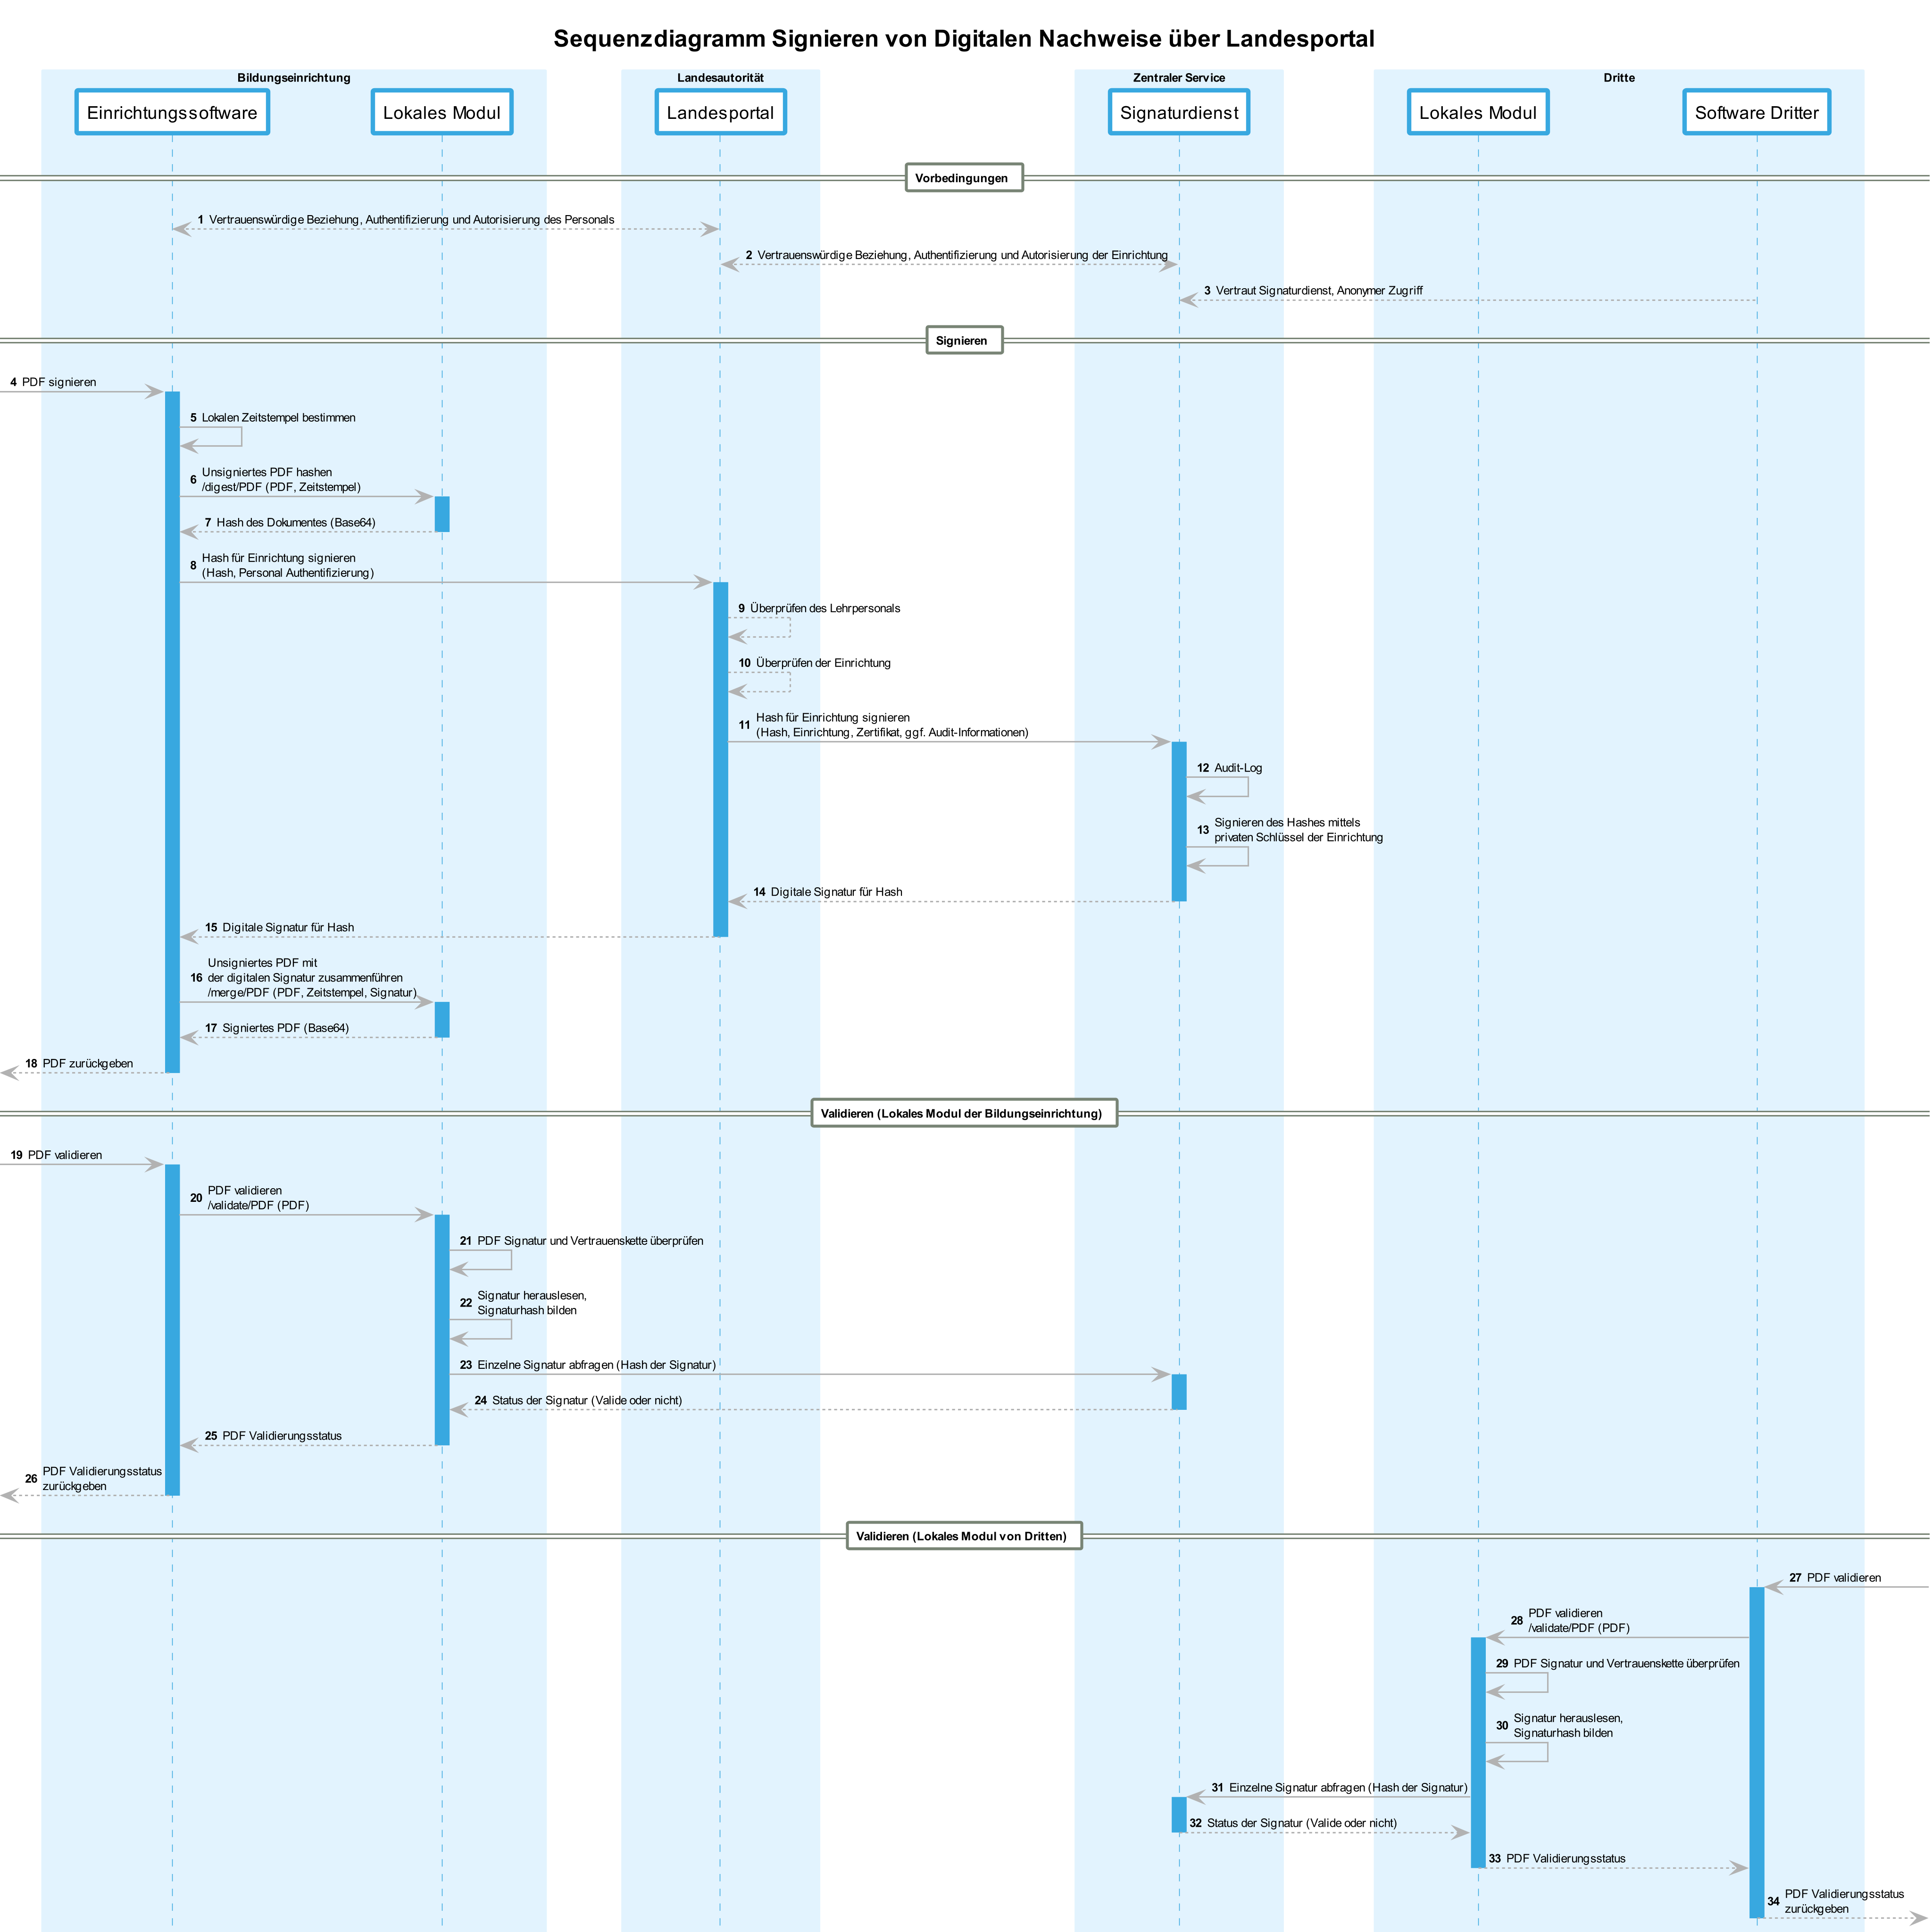 Sequenzdiagramm Signieren von Digitalen Nachweise über Landesportal
Bildungseinrichtung
Landesautorität
Zentraler Service
Dritte
Einrichtungssoftware
Lokales Modul
Landesportal
Signaturdienst
Lokales Modul
Software Dritter
Vorbedingungen
1 Vertrauenswürdige Beziehung, Authentifizierung und Autorisierung des Personals
2 Vertrauenswürdige Beziehung, Authentifizierung und Autorisierung der Einrichtung
3 Vertraut Signaturdienst, Anonymer Zugriff
Signieren
4 PDF signieren
5 Lokalen Zeitstempel bestimmen
6 Unsigniertes PDF hashen
/digest/PDF (PDF, Zeitstempel)
7 Hash des Dokumentes (Base64)
8 Hash für Einrichtung signieren
(Hash, Personal Authentifizierung)
9 Überprüfen des Lehrpersonals
10 Überprüfen der Einrichtung
11 Hash für Einrichtung signieren
(Hash, Einrichtung, Zertifikat, ggf. Audit-Informationen)
12 Audit-Log
13 Signieren des Hashes mittels
privaten Schlüssel der Einrichtung
14 Digitale Signatur für Hash
15 Digitale Signatur für Hash
16 Unsigniertes PDF mit
der digitalen Signatur zusammenführen
/merge/PDF (PDF, Zeitstempel, Signatur)
17 Signiertes PDF (Base64)
18 PDF zurückgeben
Validieren (Lokales Modul der Bildungseinrichtung)
19 PDF validieren
20 PDF validieren
/validate/PDF (PDF)
21 PDF Signatur und Vertrauenskette überprüfen
22 Signatur herauslesen,
Signaturhash bilden
23 Einzelne Signatur abfragen (Hash der Signatur)
24 Status der Signatur (Valide oder nicht)
25 PDF Validierungsstatus
26 PDF Validierungsstatus
zurückgeben
Validieren (Lokales Modul von Dritten)
27 PDF validieren
28 PDF validieren
/validate/PDF (PDF)
29 PDF Signatur und Vertrauenskette überprüfen
30 Signatur herauslesen,
Signaturhash bilden
31 Einzelne Signatur abfragen (Hash der Signatur)
32 Status der Signatur (Valide oder nicht)
33 PDF Validierungsstatus
34 PDF Validierungsstatus
zurückgeben